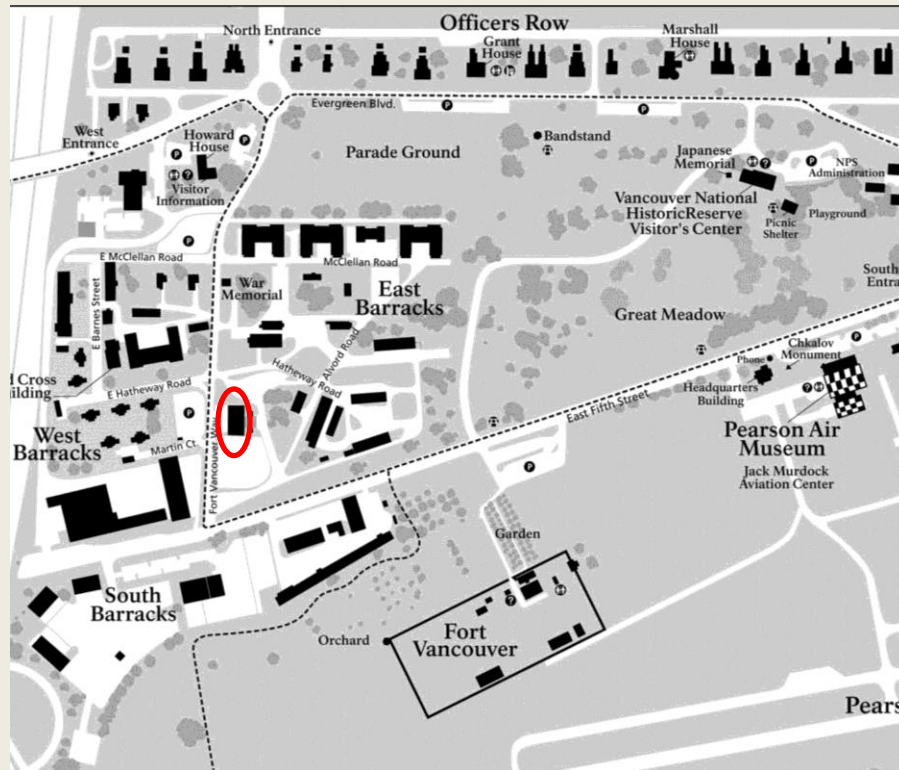 Officers Row
North Entrance
Grant
House
Marshall
House
Evergreen Blvd.
P
P
West
Entrance
Howard
House
P
P
?
Visitor
Information
Parade Ground
Bandstand
Japanese
Memorial
?
P
NPS
Administration
Vancouver National
HistoricReserve
Visitor's Center
Picnic
Shelter
Playground
P
E McClellan Road
McClellan Road
War
Memorial
East
Barracks
E Barnes Street
Great Meadow
South
Entra
Alvord Road
Hatheway Road
Phone
Chkalov
Monument
P
d Cross
uilding
E Hatheway Road
Headquarters
Building
?
East Fifth Street
P
West
Barracks
Martin Ct.
Fort Vancouver Way
Pearson Air
Museum
Jack Murdock
Aviation Center
P
Garden
South
Barracks
?
Orchard
Fort
Vancouver
Pears